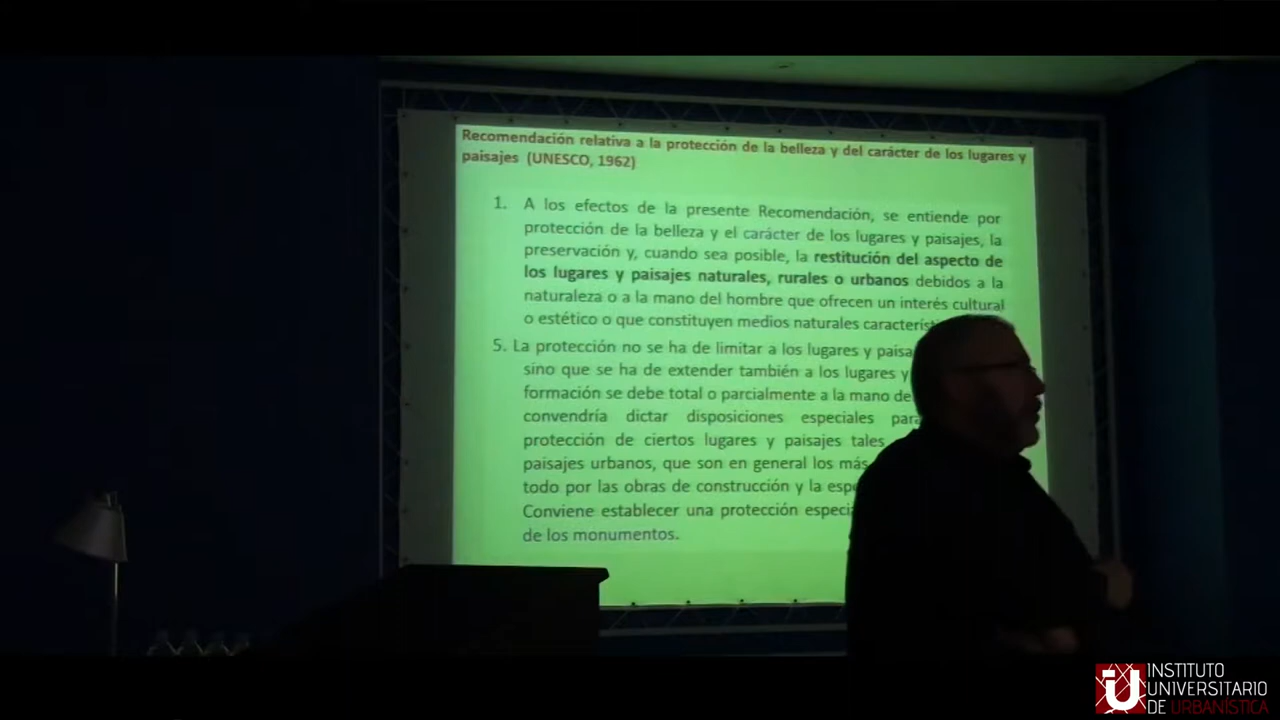 Recomendación relativa a la protección de la belleza y del carácter de los lugares y
paisajes (UNESCO, 1962)
1. A los efectos de la presente Recomendación, se entiende por
protección de la belleza y el carácter de los lugares y paisajes, la
preservación y, cuando sea posible, la restitución del aspecto de
los lugares y paisajes naturales, rurales o urbanos debidos a la
naturaleza o a la mano del hombre que ofrecen un interés cultural
o estético o que constituyen medios naturales
5. La protección no se ha de limitar a los lugares y
sino que se ha de extender también a los lugares y
formación se debe total o parcialmente a la mano
convendría dictar disposiciones especiales
protección de ciertos lugares y paisajes tales
paisajes urbanos, que son en general los más
todo por las obras de construcción y la
Conviene establecer una protección
de los monumentos.
INSTITUTO
UNIVERSITARIO
DE URBANÍSTICA